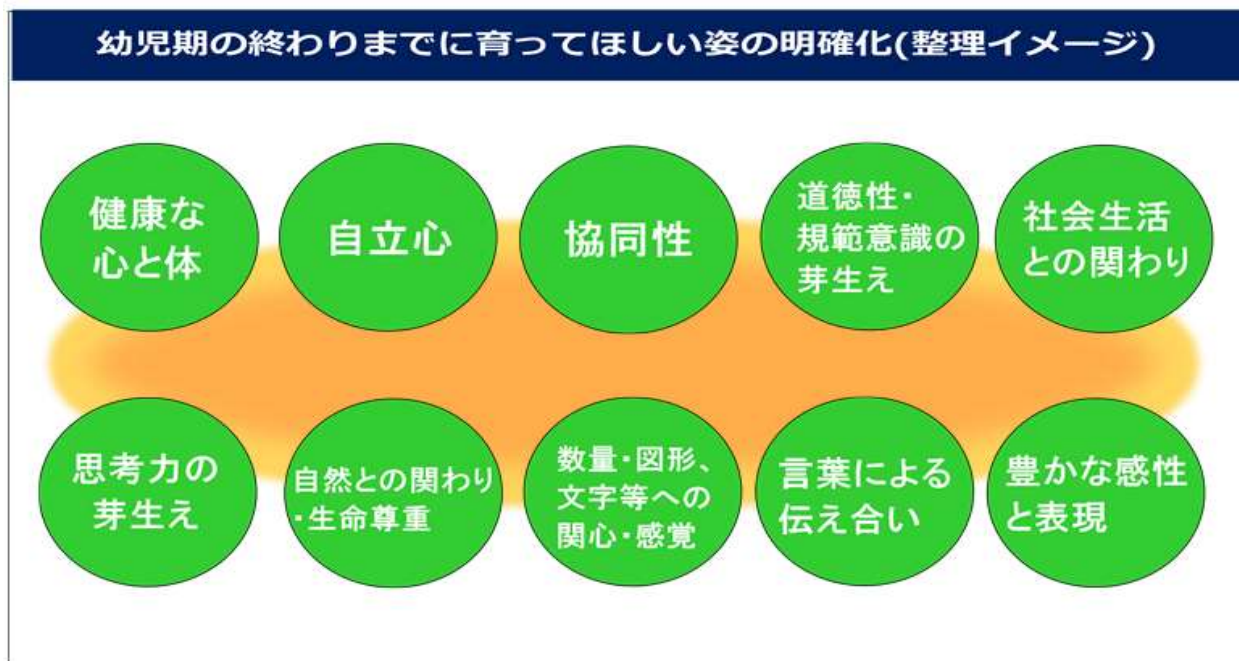 幼児期の終わりまでに育ってほしい姿の明確化(整理イメージ)
健康な
心と体
自立心
協同性
道徳性・
規範意識の
芽生え
社会生活
との関わり
思考力の
芽生え
自然との関わり
・生命尊重
数量・図形、
文字等への
関心・感覚
言葉による
伝え合い
豊かな感性
と表現